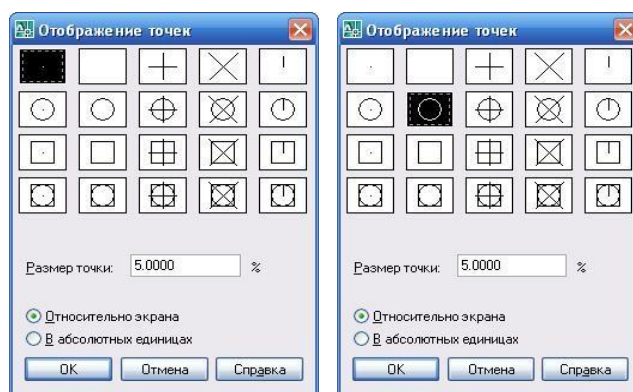 Отображение точек
Размер точки: 5.0000 %
Относительно экрана
В абсолютных единицах
OK Отмена Справка
Отображение точек
Размер точки: 5.0000 %
Относительно экрана
В абсолютных единицах
OK Отмена Справка